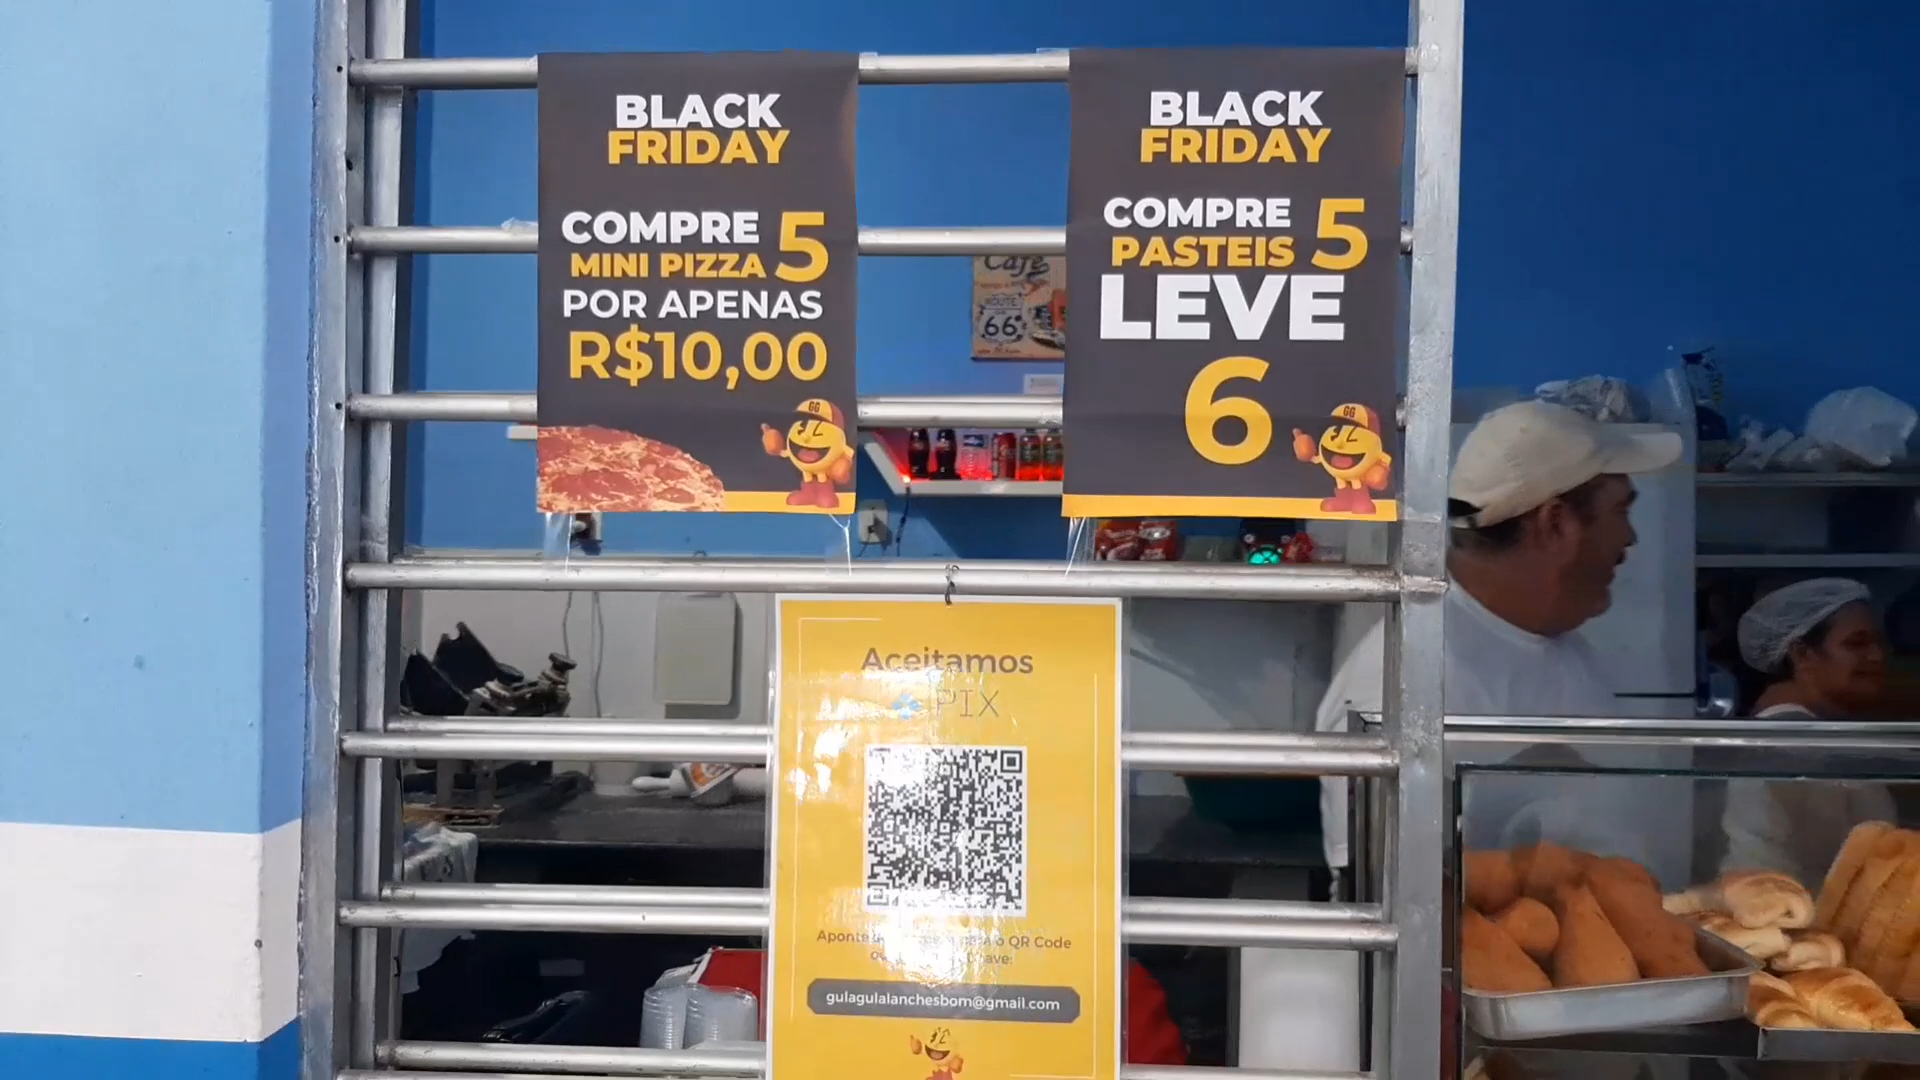 BLACK
FRIDAY
COMPRE 5
MINI PIZZA
POR APENAS
R$10,00
GG
BLACK
FRIDAY
COMPRE 5
PASTEIS
LEVE
6
GG
Café
ROUTE
66
Aceitamos
PIX
Aponte o QR Code
gulagulalanchesbom@gmail.com